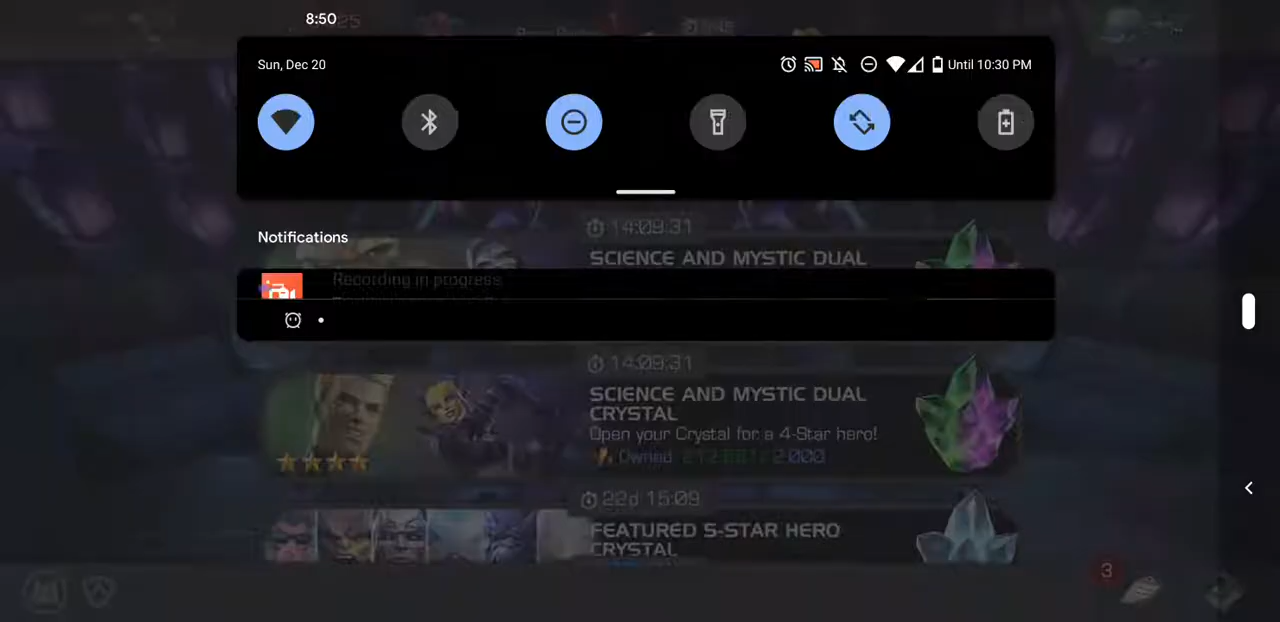 8:50
Sun, Dec 20
Until 10:30 PM
Notifications
14:09:31
SCIENCE AND MYSTIC DUAL
Recording in progress
14:09:31
SCIENCE AND MYSTIC DUAL
CRYSTAL
Open your Crystal for a 4-Star hero!
Owned
2,000
22d 15:09
FEATURED 5-STAR HERO
CRYSTAL
3